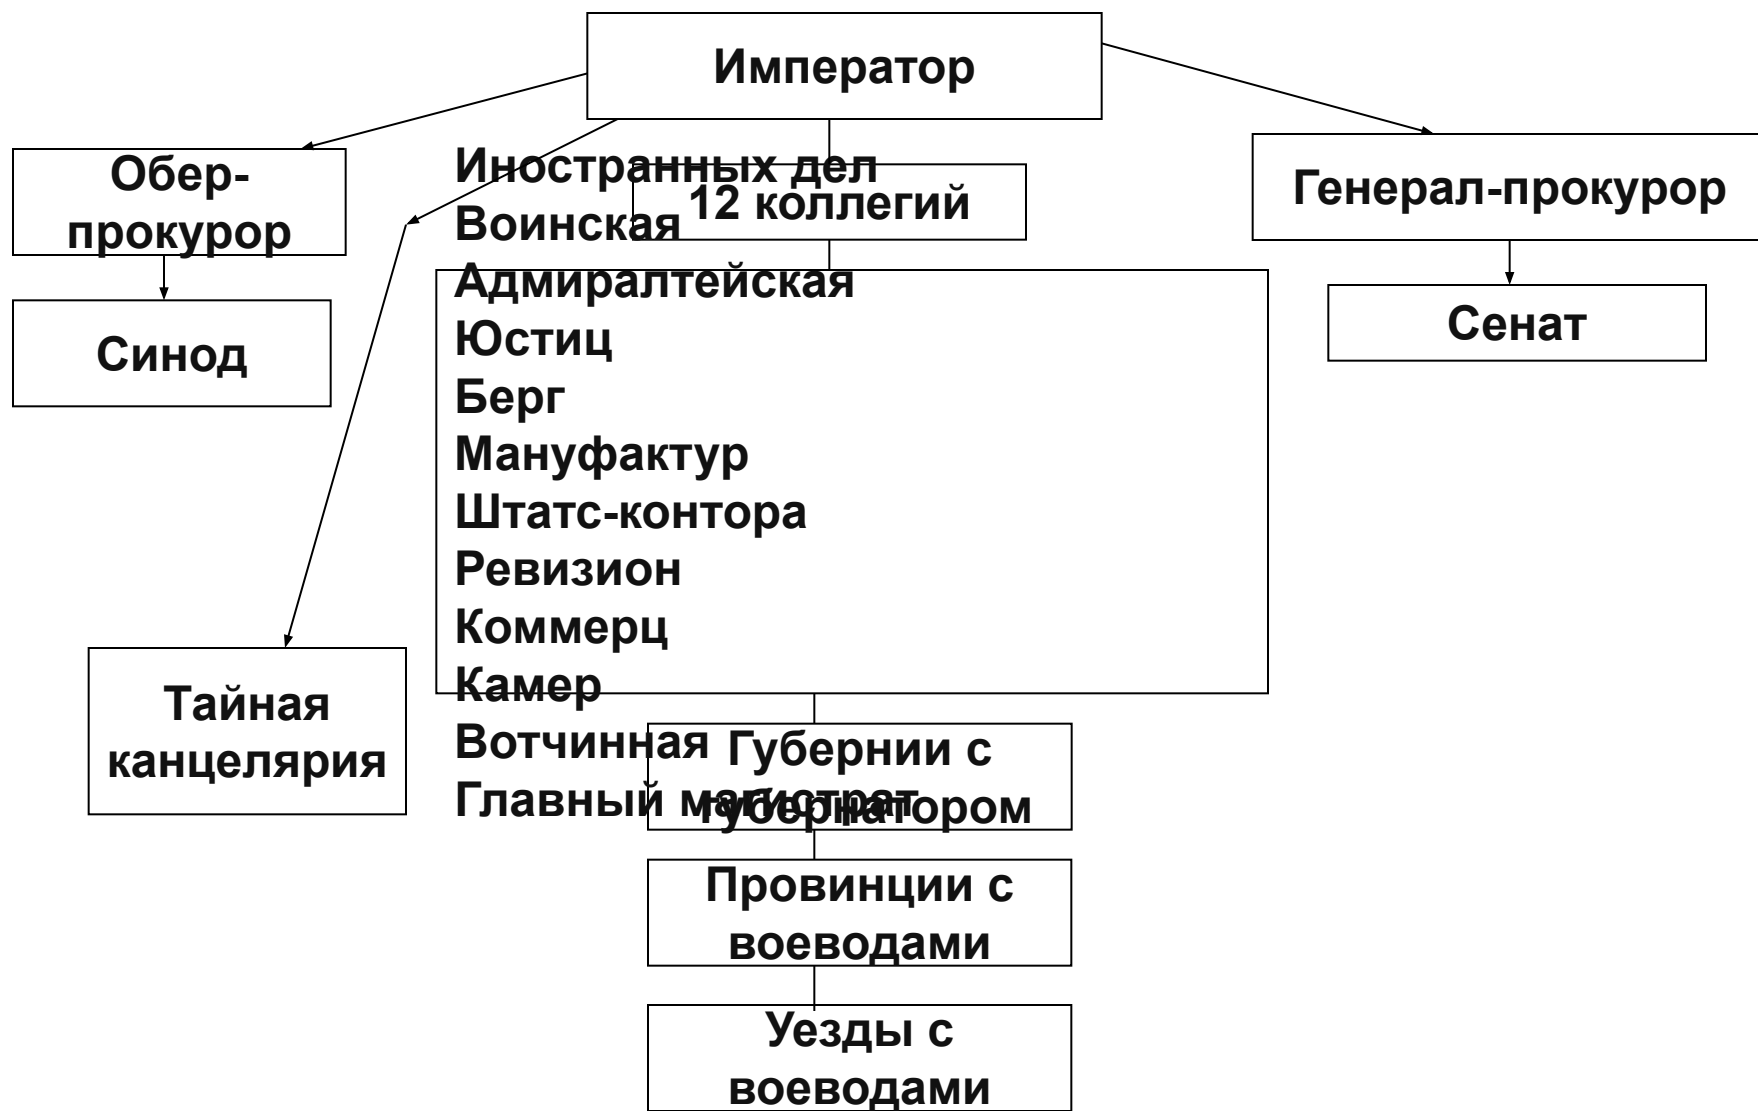 Император
Обер-
прокурор
Синод
Тайная
канцелярия
12 коллегий
Иностранных дел
Воинская
Адмиралтейская
Юстиц
Берг
Мануфактур
Штатс-контора
Ревизион
Коммерц
Камер
Вотчинная
Главный магистрат
Губернии с
губернатором
Провинции с
воеводами
Уезды с
воеводами
Генерал-прокурор
Сенат